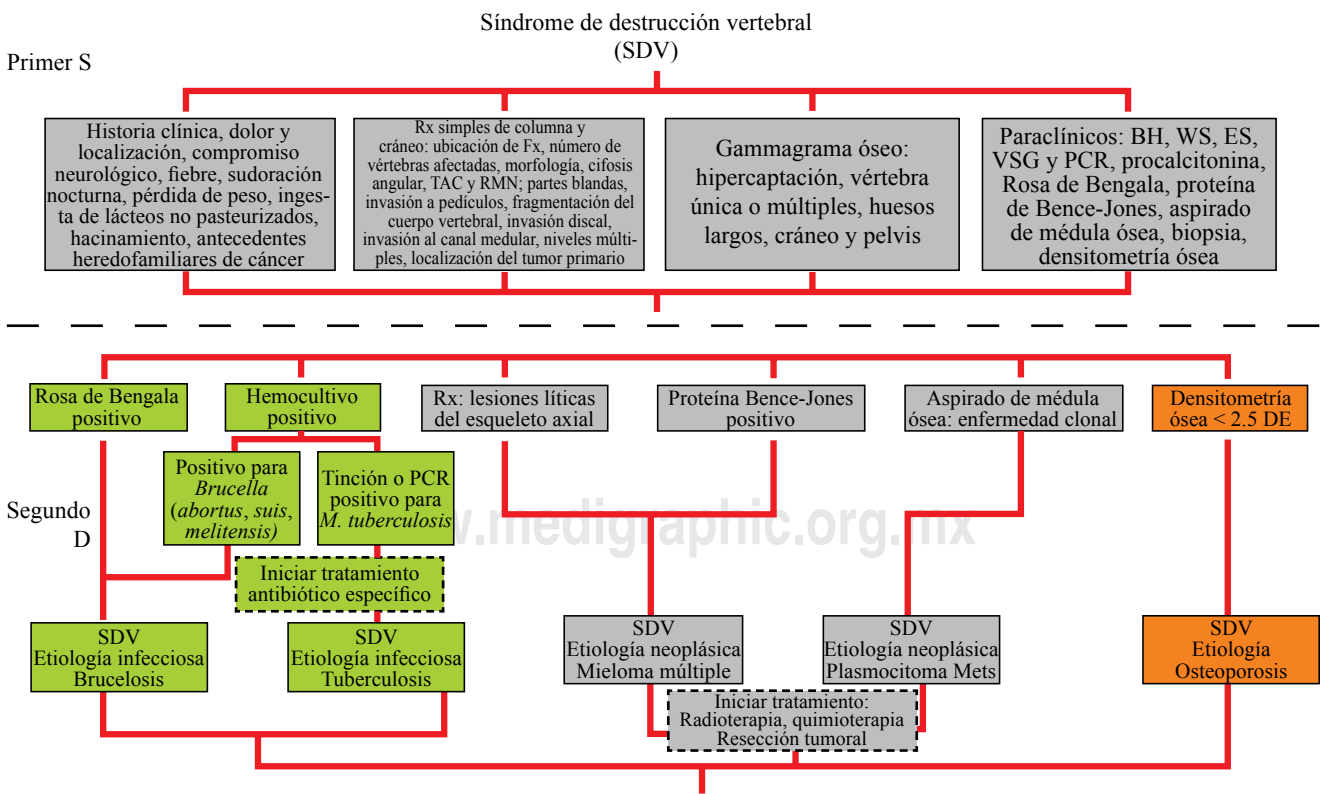 Síndrome de destrucción vertebral
(SDV)
Primer S
Historia clínica, dolor y
localización, compromiso
neurológico, fiebre, sudoración
nocturna, pérdida de peso, inges-
ta de lácteos no pasteurizados,
hacinamiento, antecedentes
heredofamiliares de cáncer
Rx simples de columna y
cráneo: ubicación de Fx, número de
vértebras afectadas, morfología, cifosis
angular, TAC y RMN; partes blandas,
invasión a pedículos, fragmentación del
cuerpo vertebral, invasión discal,
invasión al canal medular, niveles múlti-
ples, localización del tumor primario
Gammagrama óseo:
hipercaptación, vértebra
única o múltiples, huesos
largos, cráneo y pelvis
Paraclínicos: BH, WS, ES,
VSG y PCR, procalcitonina,
Rosa de Bengala, proteína
de Bence-Jones, aspirado
de médula ósea, biopsia,
densitometría ósea
Rosa de Bengala
positivo
Hemocultivo
positivo
Rx: lesiones líticas
del esqueleto axial
Proteína Bence-Jones
positivo
Aspirado de médula
ósea: enfermedad clonal
Densitometría
ósea < 2.5 DE
Segundo
D
Positivo para
Brucella
(abortus, suis,
melitensis)
Tinción o PCR
positivo para
M. tuberculosis
www.medigraphic.org.mx
Iniciar tratamiento
antibiótico específico
SDV
Etiología infecciosa
Brucelosis
SDV
Etiología infecciosa
Tuberculosis
SDV
Etiología neoplásica
Mieloma múltiple
SDV
Etiología neoplásica
Plasmocitoma Mets
SDV
Etiología
Osteoporosis
Iniciar tratamiento:
Radioterapia, quimioterapia
Resección tumoral